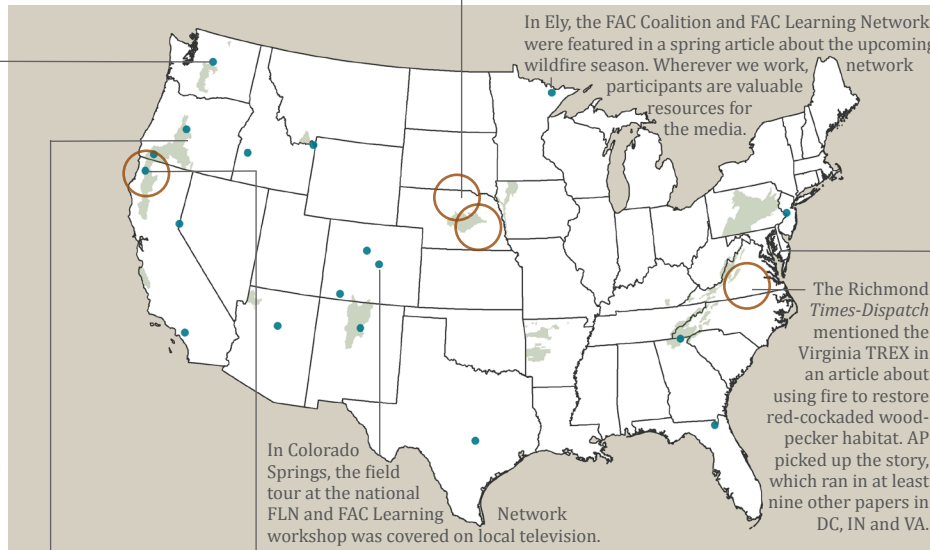 In Ely, the FAC Coalition and FAC Learning Network
were featured in a spring article about the upcoming
wildfire season. Wherever we work, network
participants are valuable
resources for
the media.
The Richmond
Times-Dispatch
mentioned the
Virginia TREX in
an article about
using fire to restore
red-cockaded wood-
pecker habitat. AP
picked up the story,
which ran in at least
nine other papers in
DC, IN and VA.
In Colorado
Springs, the field
tour at the national
FLN and FAC Learning Network
workshop was covered on local television.